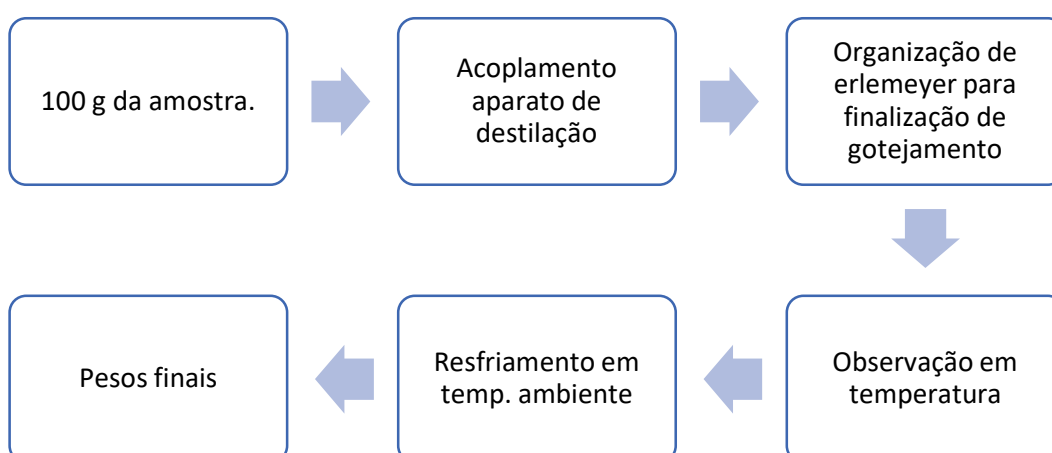 100 g da amostra.
Acoplamento
aparato de
destilação
Organização de
erlemeyer para
finalização de
gotejamento
Observação em
temperatura
Resfriamento em
temp. ambiente
Pesos finais